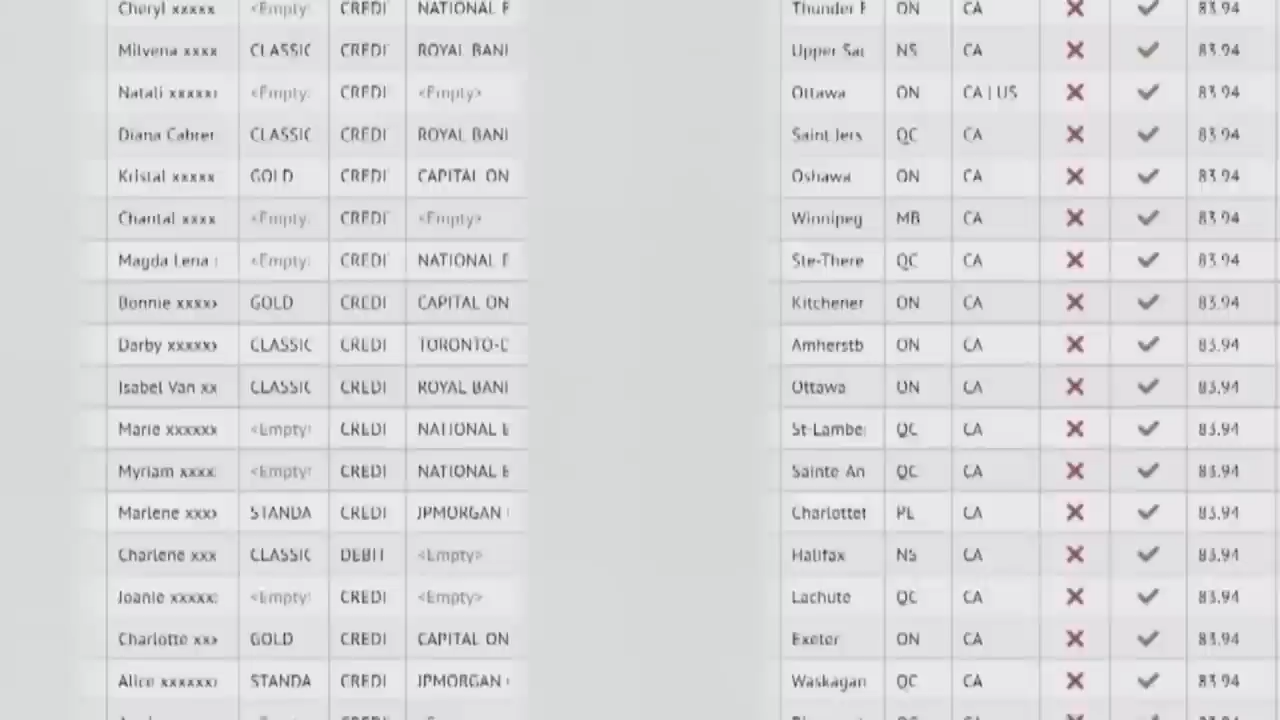 Cheryl xxxxx <Empty> CREDI NATIONAL Thunder ON CA 83.94
Milvena xxxx CLASSIC CREDI ROYAL BANI Upper Sac NS CA 83.94
Natali xxxxxx <Empty> CREDI <Empty> Ottawa ON CA | US 83.94
Diana Cabrer CLASSIC CREDI ROYAL BANI Saint Jers QC CA 83.94
Kristal xxxxx GOLD CREDI CAPITAL ON Oshawa ON CA 83.94
Chantal xxxx <Empty> CREDI <Empty> Winnipeg MB CA 83.94
Magda Lena <Empty> CREDI NATIONAL Ste-There QC CA 83.94
Bonnie xxxxx GOLD CREDI CAPITAL ON Kitchener ON CA 83.94
Darby xxxxxx CLASSIC CREDI TORONTO-D Amherstb ON CA 83.94
Isabel Van xx CLASSIC CREDI ROYAL BANI Ottawa ON CA 83.94
Marie xxxxxx <Empty> CREDI NATIONAL St-Lambe QC CA 83.94
Myriam xxxx <Empty> CREDI NATIONAL Sainte-An QC CA 83.94
Marlene xxxx STANDA CREDI JPMORGAN Charlottet PE CA 83.94
Charlene xxx CLASSIC DEBIT <Empty> Halifax NS CA 83.94
Joanie xxxxx <Empty> CREDI <Empty> Lachute QC CA 83.94
Charlotte xxx GOLD CREDI CAPITAL ON Exeter ON CA 83.94
Alice xxxxxxx STANDA CREDI JPMORGAN Waskagan QC CA 83.94